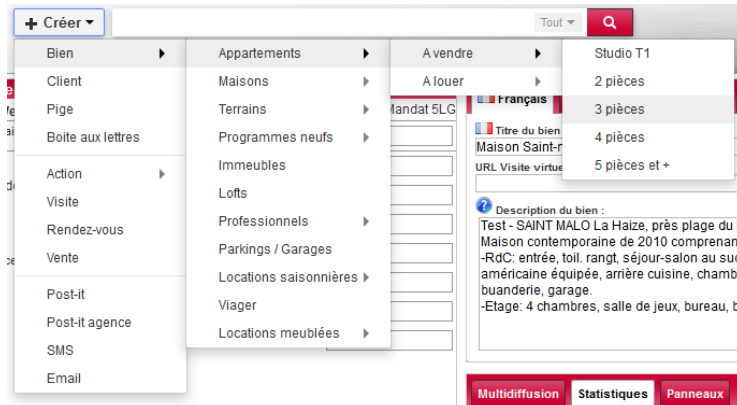 Créer
Tout
Bien
Client
Pige
Boite aux lettres
Action
Visite
Rendez-vous
Vente
Post-it
Post-it agence
SMS
Email
Appartements
Maisons
Terrains
Programmes neufs
Immeubles
Lofts
Professionnels
Parkings / Garages
Locations saisonnières
Viager
Locations meublées
A vendre
A louer
Studio T1
2 pièces
3 pièces
4 pièces
5 pièces et +
Mandat 5LG
Français
Titre du bien
Maison Saint-
URL Visite virtue
Description du bien :
Test - SAINT MALO La Haize, près plage du
Maison contemporaine de 2010 comprenan
-RdC: entrée, toil. rangt, séjour-salon au su
américaine équipée, arrière cuisine, chamb
buanderie, garage.
-Etage: 4 chambres, salle de jeux, bureau, b
Multidiffusion
Statistiques
Panneaux